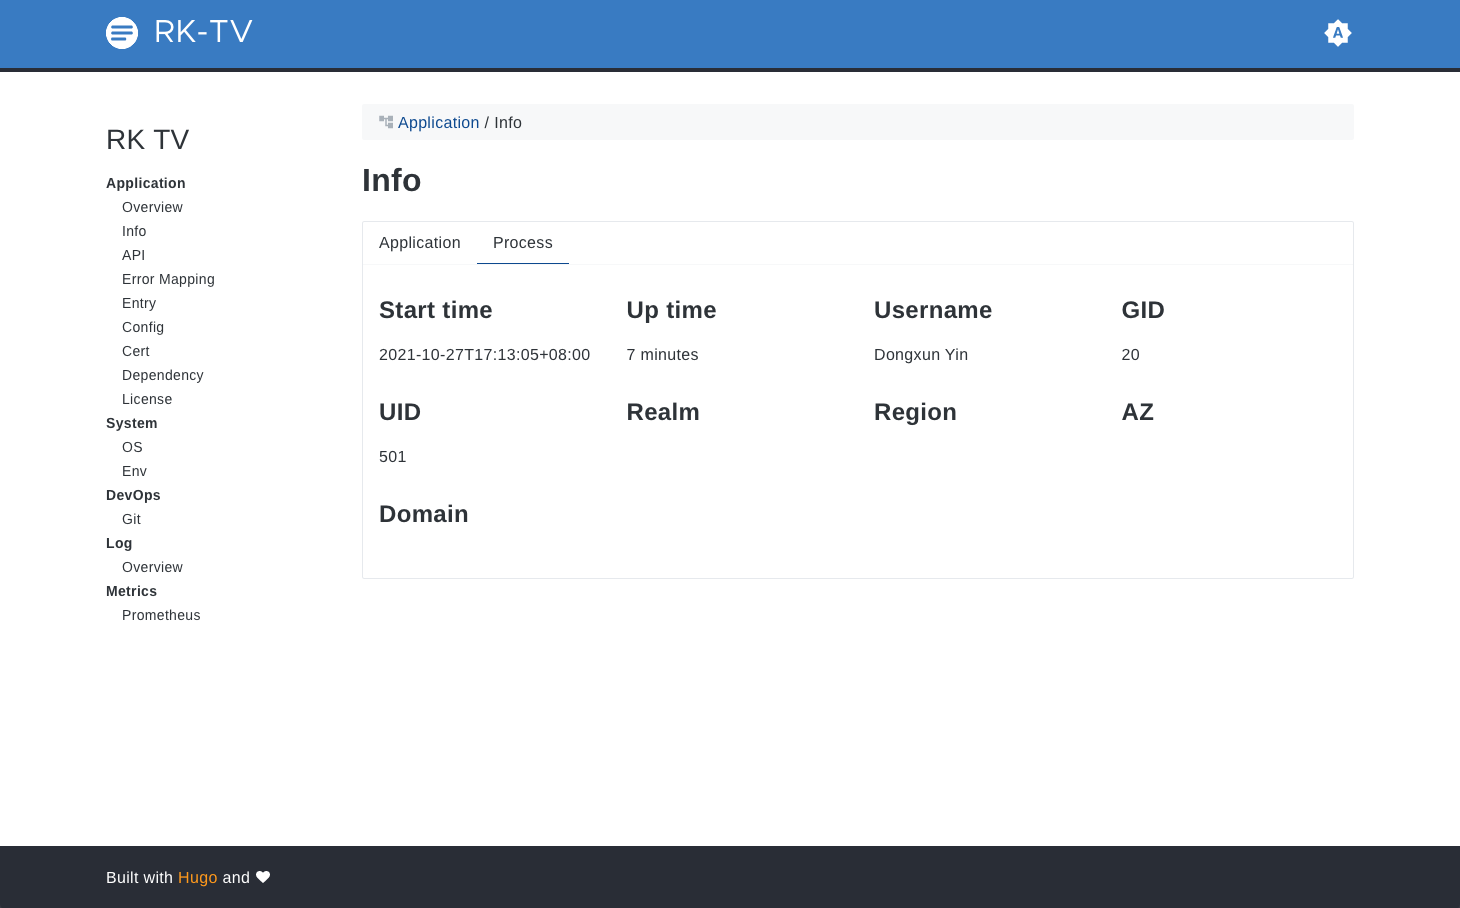 RK-TV
A
RK TV
Application
Overview
Info
API
Error Mapping
Entry
Config
Cert
Dependency
License
System
OS
Env
DevOps
Git
Log
Overview
Metrics
Prometheus
Application / Info
Info
Application Process
Start time Up time Username GID
2021-10-27T17:13:05+08:00 7 minutes Dongxun Yin 20
UID Realm Region AZ
501
Domain
Built with Hugo and